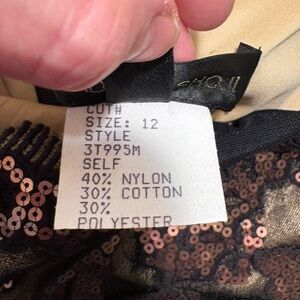 CUT#
SIZE: 12
STYLE
3T995M
SELF
40% NYLON
30% COTTON
30%
POLYESTER